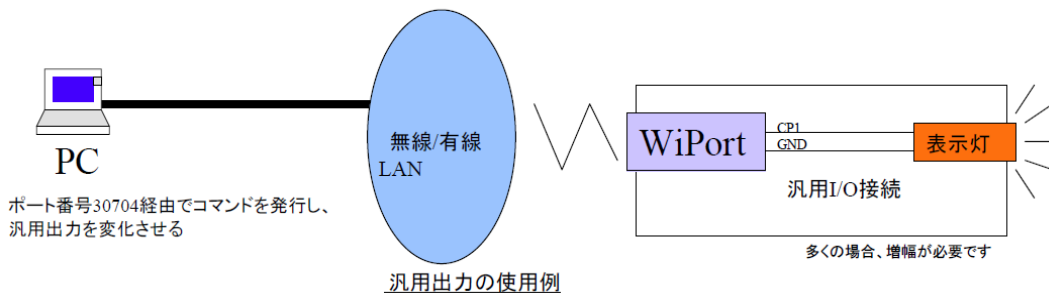 PC
ポート番号30704経由でコマンドを発行し、
汎用出力を変化させる
無線/有線
LAN
WiPort
CP1
GND
表示灯
汎用I/O接続
多くの場合、増幅が必要です
汎用出力の使用例